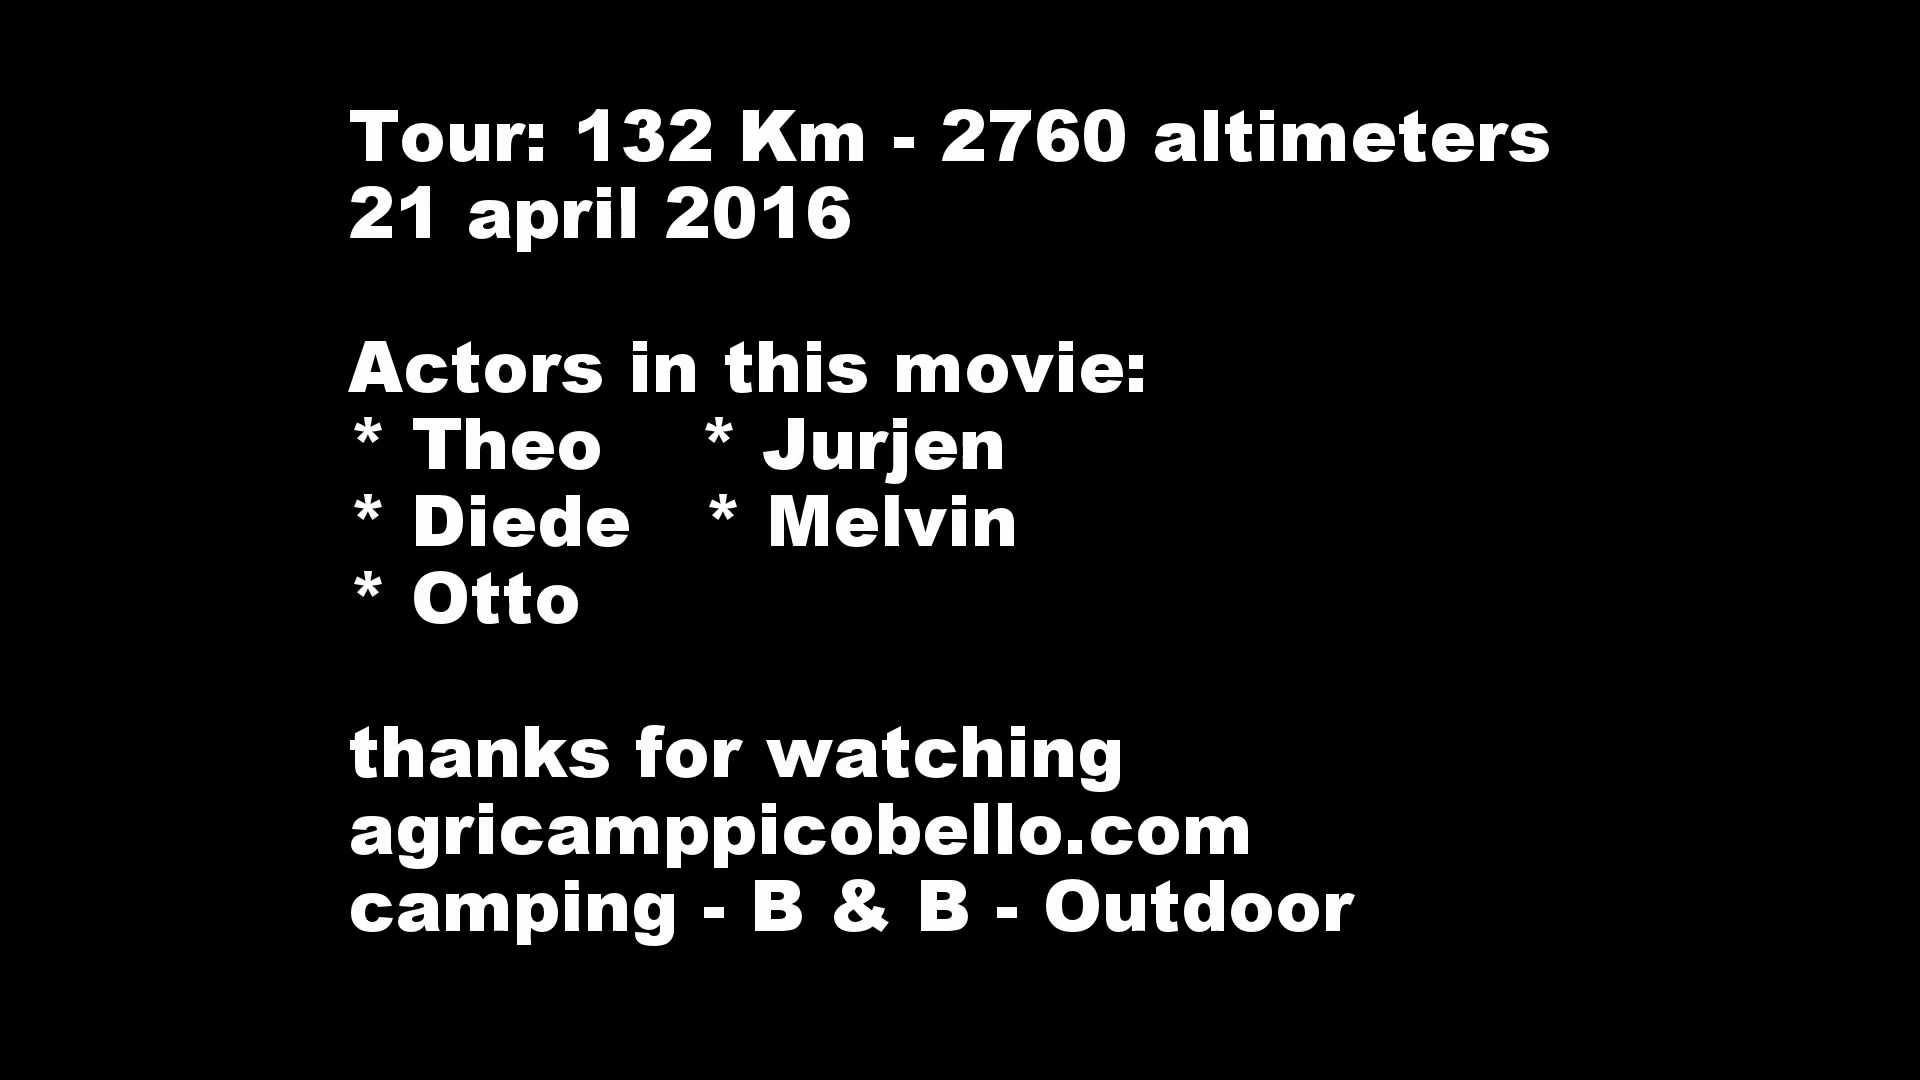 Tour: 132 Km - 2760 altimeters
21 april 2016
Actors in this movie:
* Theo * Jurjen
* Diede * Melvin
* Otto
thanks for watching
agricamppicobello.com
camping - B & B - Outdoor